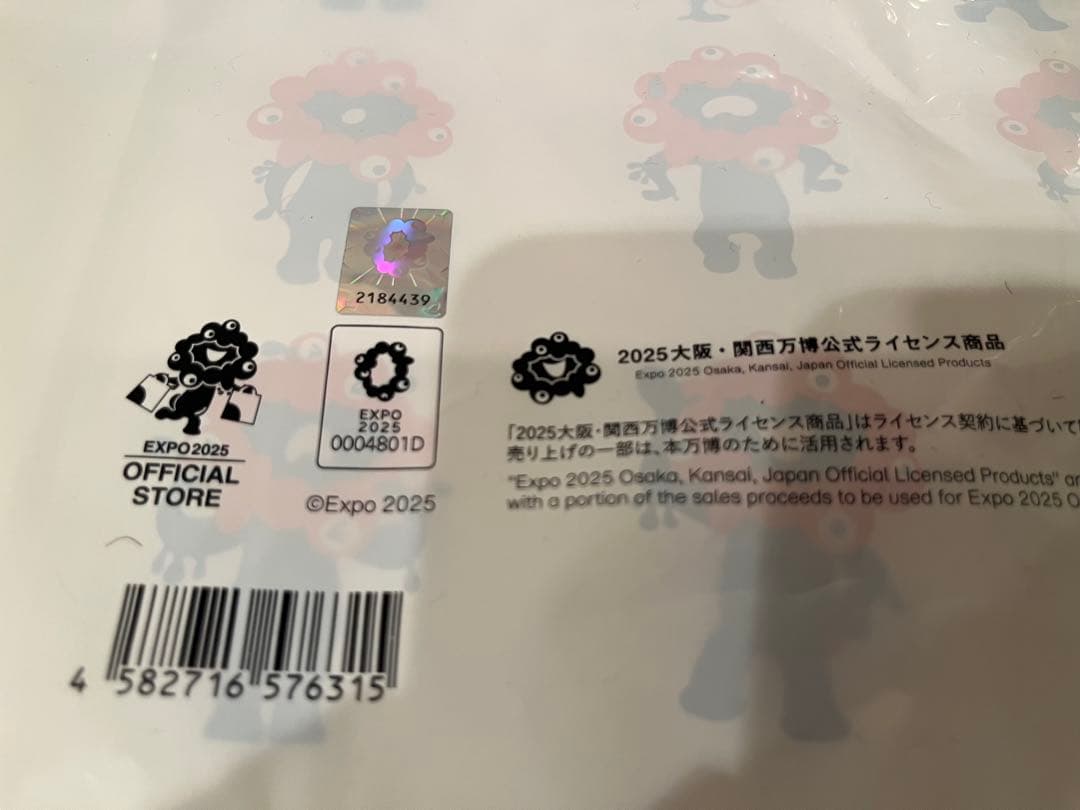 2184439
EXPO
2025
0004801D
©Expo 2025
EXPO2025
OFFICIAL
STORE
4 582716 576315
2025大阪・関西万博公式ライセンス商品
Expo 2025 Osaka, Kansai, Japan Official Licensed Products
「2025大阪・関西万博公式ライセンス商品」はライセンス契約に基づいて
売り上げの一部は、本万博のために活用されます。
"Expo 2025 Osaka, Kansai, Japan Official Licensed Products"
with a portion of the sales proceeds to be used for Expo 2025